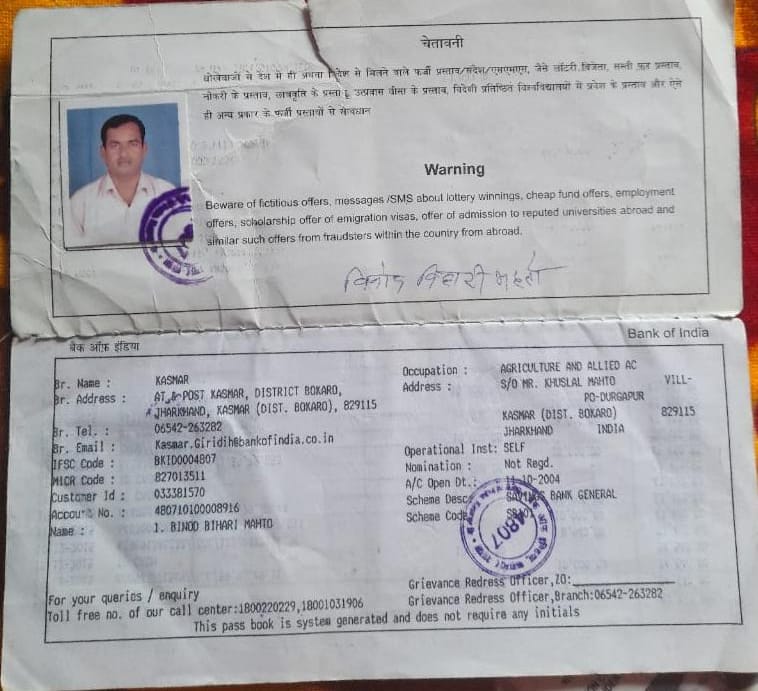 चेतावनी
धोखेबाजों से देश में ही अथवा विदेश से मिलने वाले फर्जी प्रस्ताव/संदेश/एसएमएस, जैसे लॉटरी विजेता, सस्ती फंड प्रस्ताव,
नौकरी के प्रस्ताव, छात्रवृत्ति के प्रस्ताव उत्प्रवास वीसा के प्रस्ताव, विदेशी प्रतिष्ठित विश्वविद्यालयों में प्रवेश के प्रस्ताव और ऐसे
ही अन्य प्रकार के फर्जी प्रस्तावों से सावधान
Warning
Beware of fictitious offers, messages /SMS about lottery winnings, cheap fund offers, employment
offers, scholarship offer of emigration visas, offer of admission to reputed universities abroad and
similar such offers from fraudsters within the country from abroad.
बिनोद बिहारी महतो
बैंक ऑफ़ इंडिया
Bank of India
Br. Name : KASMAR
Br. Address : AT & POST KASMAR, DISTRICT BOKARO,
JHARKHAND, KASMAR (DIST. BOKARO), 829115
Br. Tel. : 06542-263282
Br. Email : Kasmar.Giridih@bankofindia.co.in
IFSC Code : BKID0004807
MICR Code : 827013511
Customer Id : 033381570
Account No. : 480710100008916
Name : 1. BINOD BIHARI MAHTO
Occupation : AGRICULTURE AND ALLIED AC
Address : S/O MR. KHUSLAL MAHTO VILL-
PO-DURGAPUR
KASMAR (DIST. BOKARO) 829115
JHARKHAND INDIA
Operational Inst: SELF
Nomination : Not Regd.
A/C Open Dt.: 11-10-2004
Scheme Desc SAVINGS BANK GENERAL
Scheme Code SB101
4807
Grievance Redress Officer,ZO:
Grievance Redress Officer,Branch:06542-263282
For your queries / enquiry
Toll free no. of our call center:1800220229,18001031906
This pass book is system generated and does not require any initials